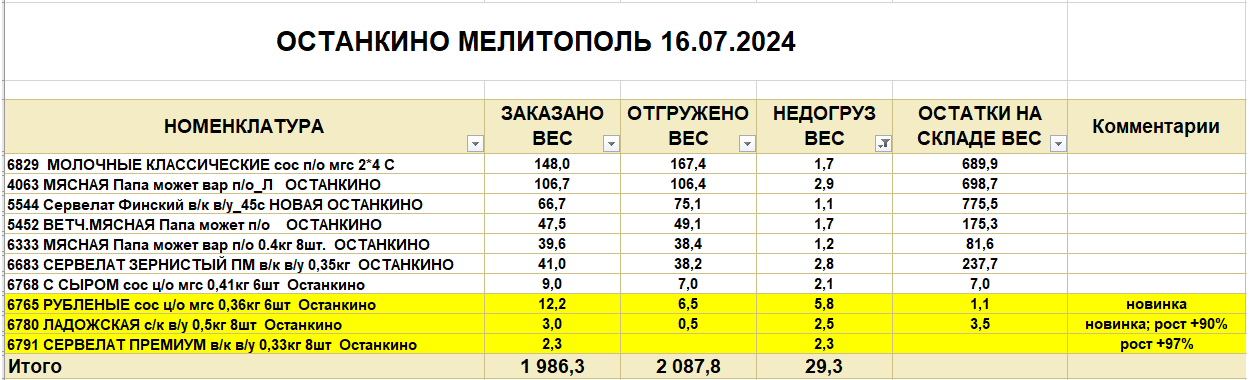 ОСТАНКИНО МЕЛИТОПОЛЬ 16.07.2024
НОМЕНКЛАТУРА ЗАКАЗАНО ВЕС ОТГРУЖЕНО ВЕС НЕДОГРУЗ ВЕС ОСТАТКИ НА СКЛАДЕ ВЕС Комментарии
6829 МОЛОЧНЫЕ КЛАССИЧЕСКИЕ сос п/о мгс 2*4 С 148,0 167,4 1,7 689,9
4063 МЯСНАЯ Папа может вар п/о_Л ОСТАНКИНО 106,7 106,4 2,9 698,7
5544 Сервелат Финский в/к в/у_45с НОВАЯ ОСТАНКИНО 66,7 75,1 1,1 775,5
5452 ВЕТЧ.МЯСНАЯ Папа может п/о ОСТАНКИНО 47,5 49,1 1,7 175,3
6333 МЯСНАЯ Папа может вар п/о 0.4кг 8шт. ОСТАНКИНО 39,6 38,4 1,2 81,6
6683 СЕРВЕЛАТ ЗЕРНИСТЫЙ ПМ в/к в/у 0,35кг ОСТАНКИНО 41,0 38,2 2,8 237,7
6768 С СЫРОМ сос ц/о мгс 0,41кг 6шт Останкино 9,0 7,0 2,1 7,0
6765 РУБЛЕНЫЕ сос ц/о мгс 0,36кг 6шт Останкино 12,2 6,5 5,8 1,1 новинка
6780 ЛАДОЖСКАЯ с/к в/у 0,5кг 8шт Останкино 3,0 0,5 2,5 3,5 новинка; рост +90%
6791 СЕРВЕЛАТ ПРЕМИУМ в/к в/у 0,33кг 8шт Останкино 2,3 2,3 рост +97%
Итого 1 986,3 2 087,8 29,3